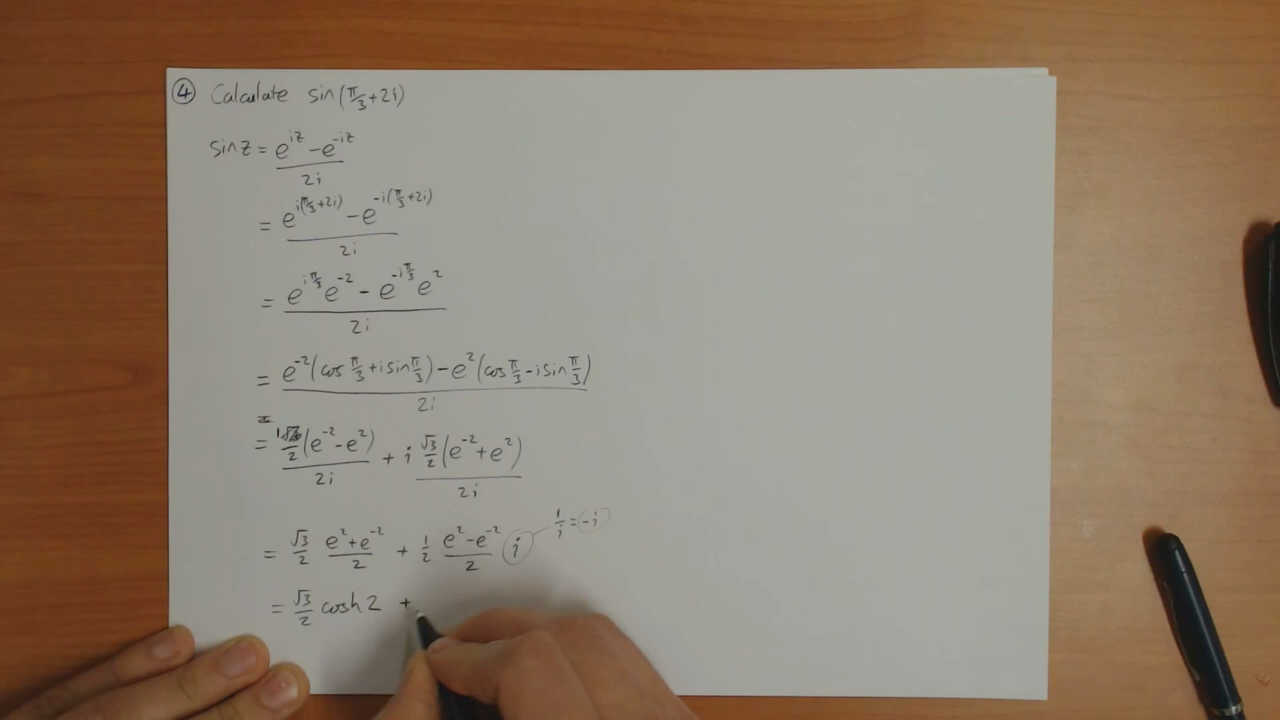 ④ Calculate sin(π/3+2i)
sinz = (e^{iz} - e^{-iz})/2i
= (e^{i(π/3+2i)} - e^{-i(π/3+2i)})/2i
= (e^{iπ/3} e^{-2} - e^{-iπ/3} e^{2})/2i
= (e^{-2}(cos π/3 + i sin π/3) - e^{2}(cos π/3 - i sin π/3))/2i
= (1/2 (e^{-2} - e^{2}))/2i + i (√3/2 (e^{-2} + e^{2}))/2i
= √3/2 (e^{2} + e^{-2})/2 + 1/2 (e^{2} - e^{-2})/2 i 1/i = -i
= √3/2 cosh 2 +